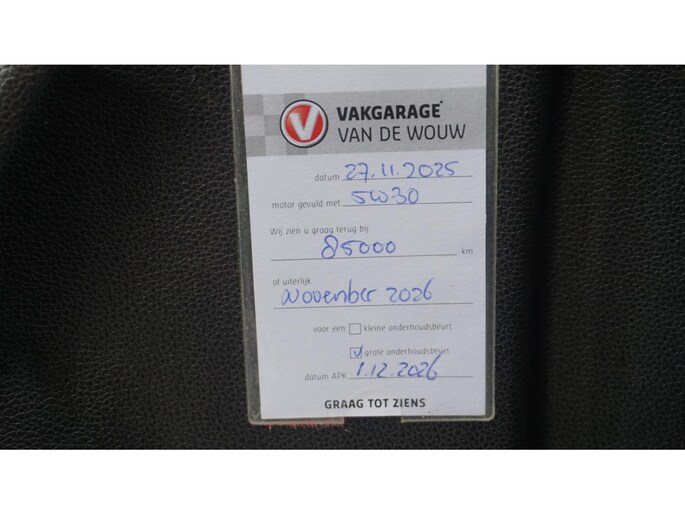 V VAKGARAGE
VAN DE WOUW
datum 27.11.2025
motor gevuld met 5W30
Wij zien u graag terug bij
85000 km
of uiterlijk
November 2026
voor een kleine onderhoudsbeurt
grote onderhoudsbeurt
datum APK 1.12.2026
GRAAG TOT ZIENS